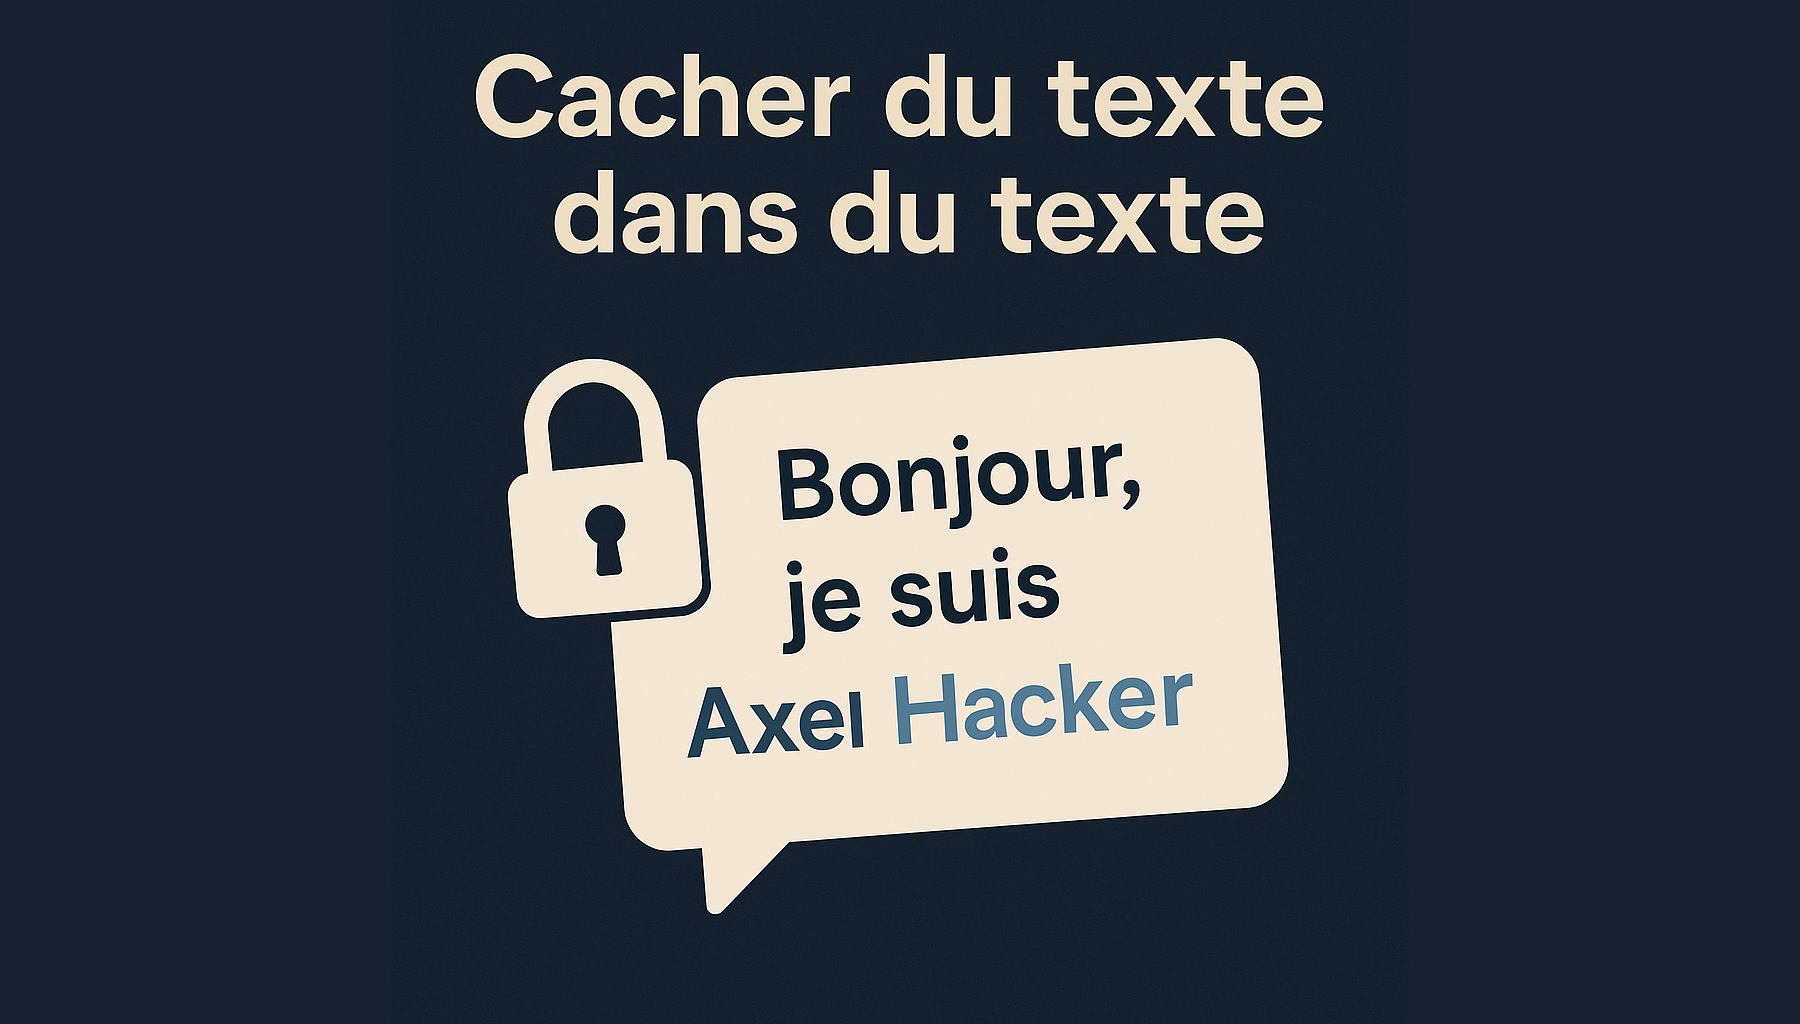 Cacher du texte
dans du texte
Bonjour,
je suis
Axel Hacker